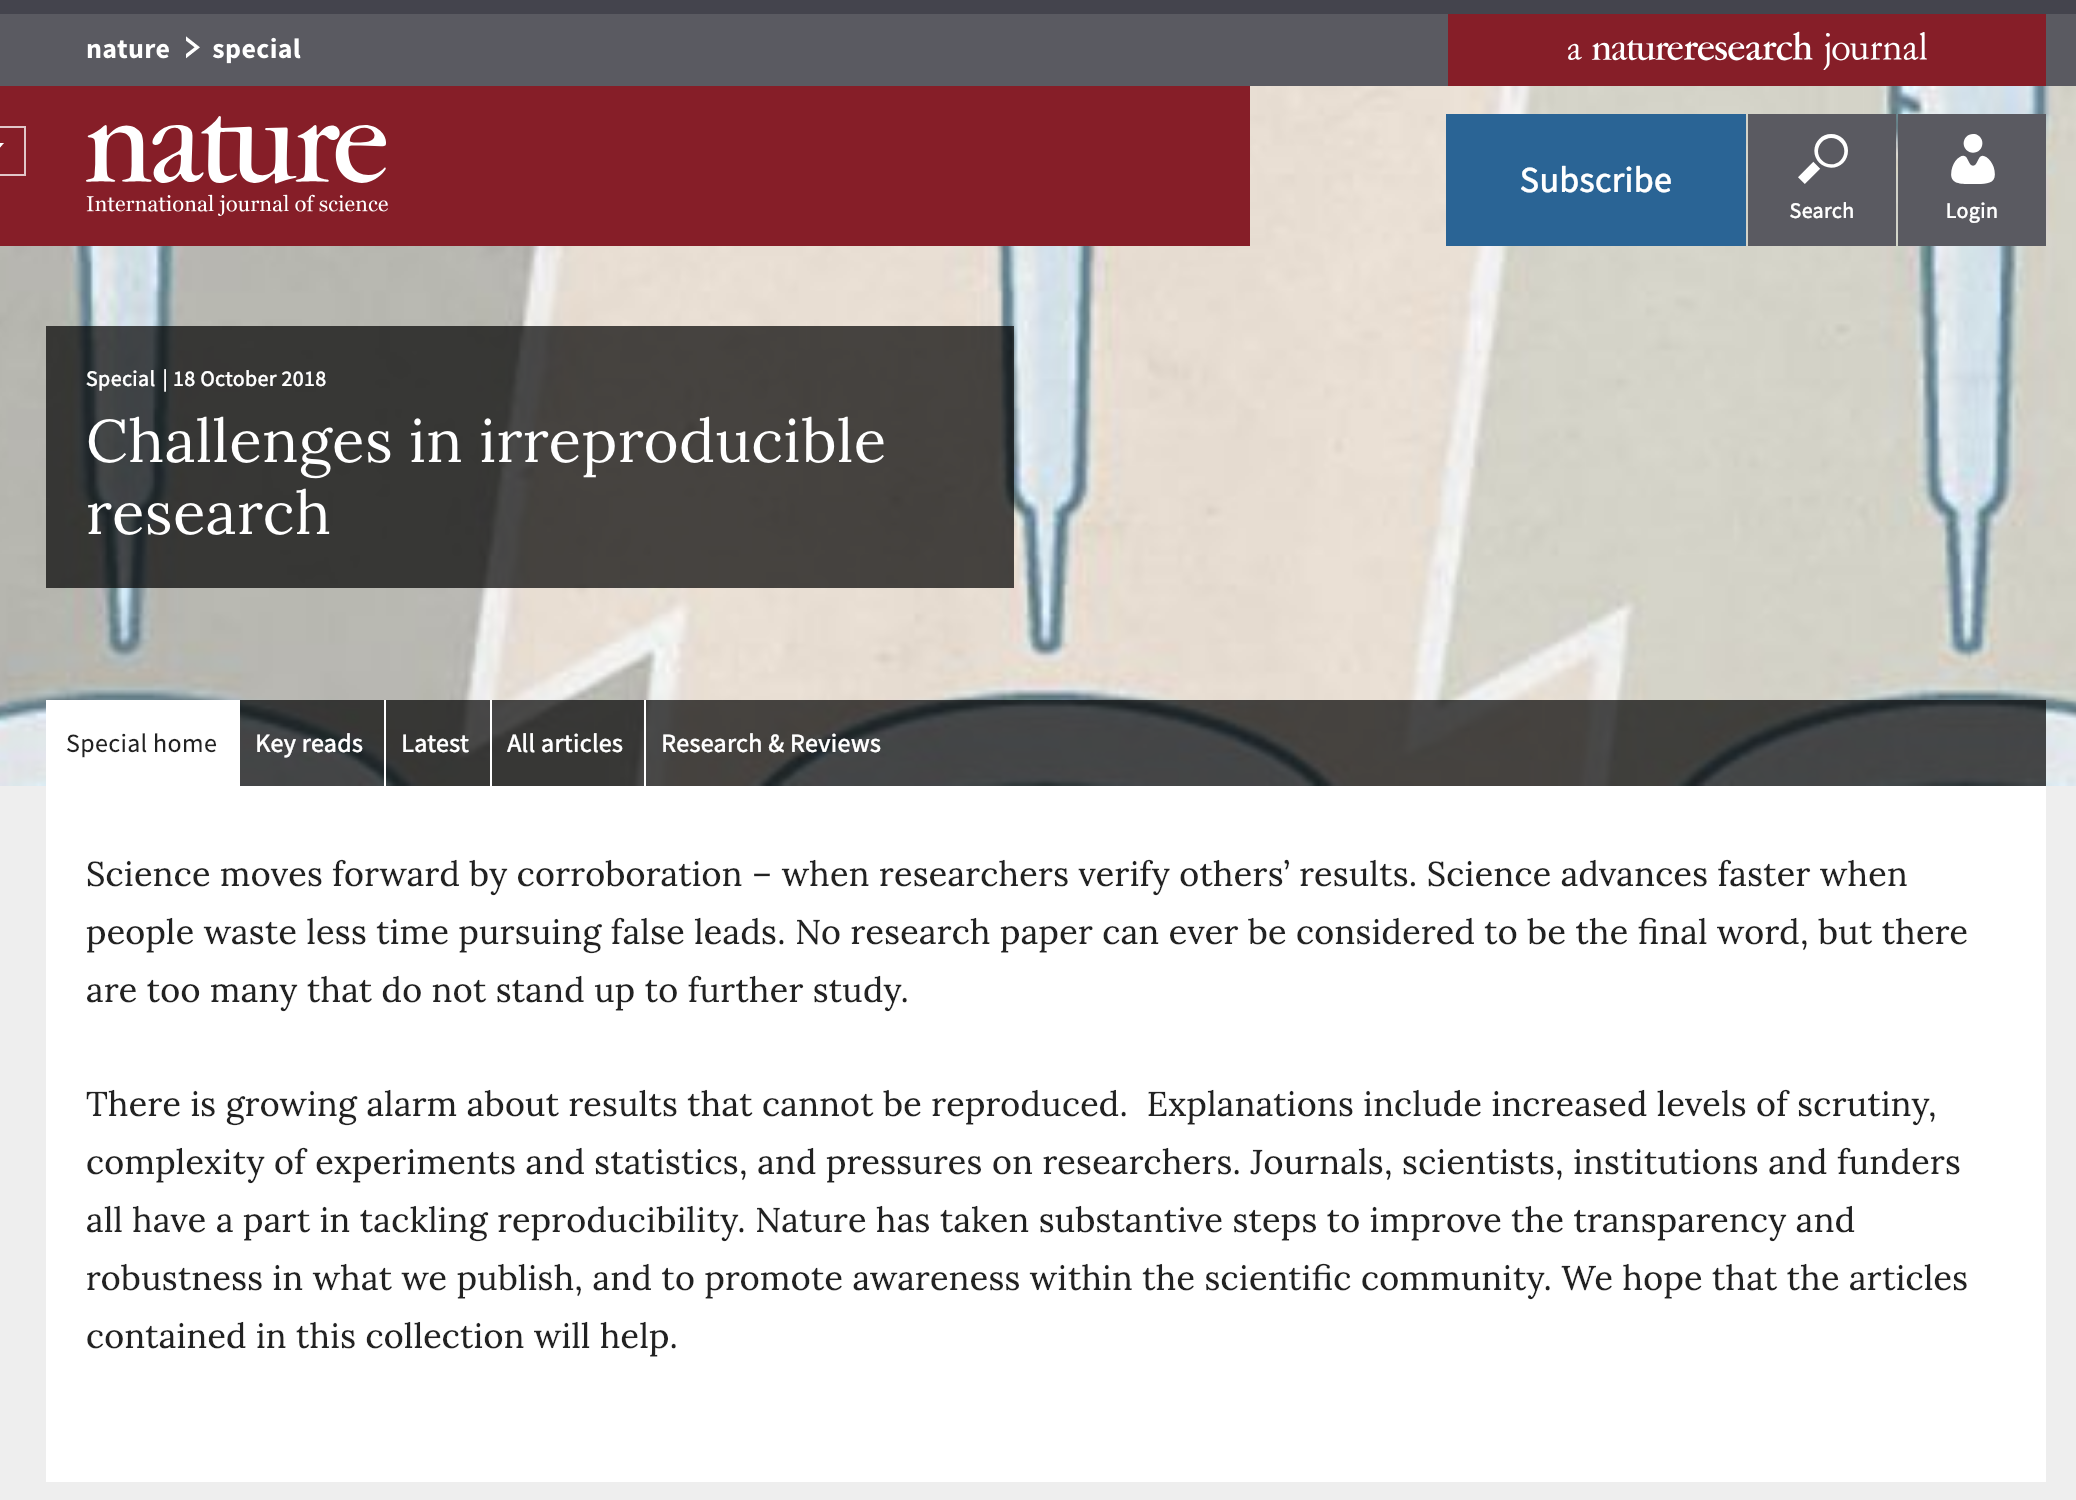 nature > special
a natureresearch journal
nature
International journal of science
Subscribe
Search
Login
Special | 18 October 2018
Challenges in irreproducible
research
Special home
Key reads
Latest
All articles
Research & Reviews
Science moves forward by corroboration – when researchers verify others’ results. Science advances faster when
people waste less time pursuing false leads. No research paper can ever be considered to be the final word, but there
are too many that do not stand up to further study.
There is growing alarm about results that cannot be reproduced.  Explanations include increased levels of scrutiny,
complexity of experiments and statistics, and pressures on researchers. Journals, scientists, institutions and funders
all have a part in tackling reproducibility. Nature has taken substantive steps to improve the transparency and
robustness in what we publish, and to promote awareness within the scientific community. We hope that the articles
contained in this collection will help.